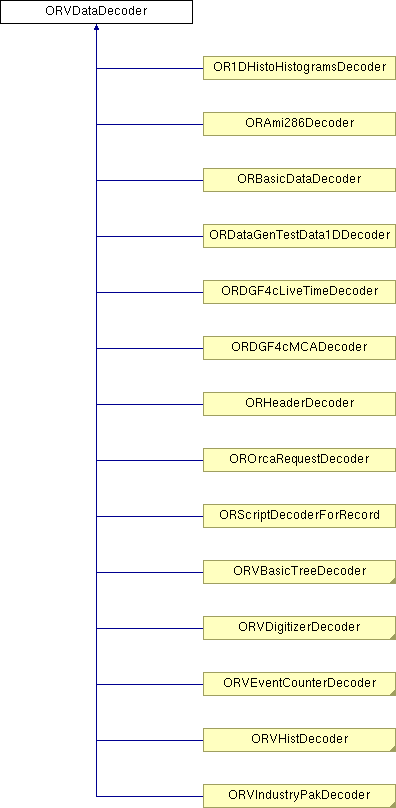 ORVDataDecoder
OR1DHistoHistogramsDecoder
ORAmi286Decoder
ORBasicDataDecoder
ORDataGenTestData1DDecoder
ORDGF4cLiveTimeDecoder
ORDGF4cMCADecoder
ORHeaderDecoder
OROrcaRequestDecoder
ORScriptDecoderForRecord
ORVBasicTreeDecoder
ORVDigitizerDecoder
ORVEventCounterDecoder
ORVHistDecoder
ORVIndustryPakDecoder